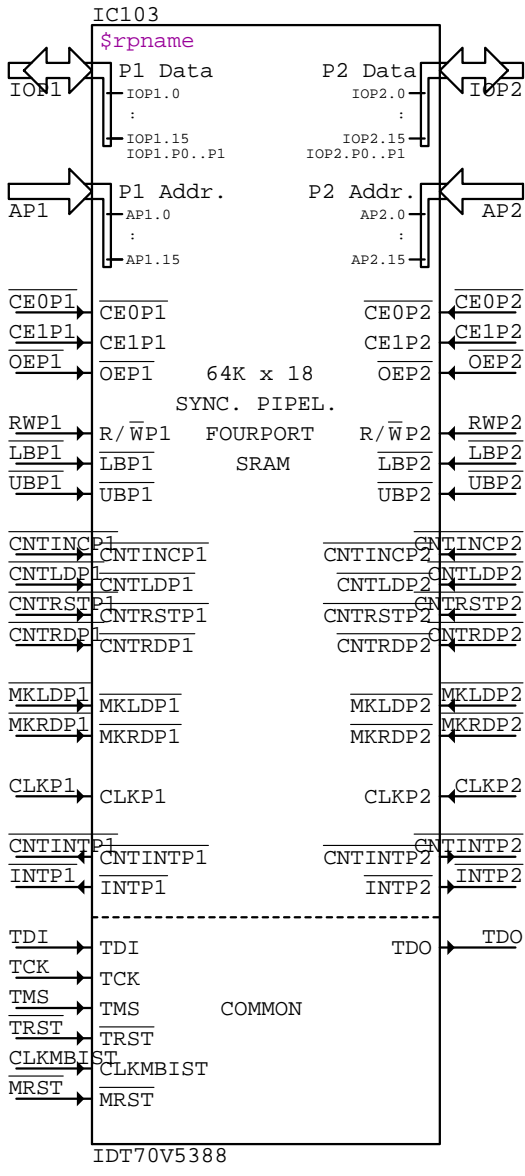 IC103
$rpname
IOP1 P1 Data P2 Data IOP2
IOP1.0 IOP2.0
: :
IOP1.15 IOP2.15
IOP1.P0..P1 IOP2.P0..P1
AP1 P1 Addr. P2 Addr. AP2
AP1.0 AP2.0
: :
AP1.15 AP2.15
CE0P1 CE0P1 CE0P2 CE0P2
CE1P1 CE1P1 CE1P2 CE1P2
OEP1 OEP1 64K x 18 OEP2 OEP2
SYNC. PIPEL.
RWP1 R/WP1 FOURPORT R/WP2 RWP2
LBP1 LBP1 SRAM LBP2 LBP2
UBP1 UBP1 UBP2 UBP2
CNTINCP1 CNTINCP1 CNTINCP2 CNTINCP2
CNTLDP1 CNTLDP1 CNTLDP2 CNTLDP2
CNTRSTP1 CNTRSTP1 CNTRSTP2 CNTRSTP2
CNTRDP1 CNTRDP1 CNTRDP2 CNTRDP2
MKLDP1 MKLDP1 MKLDP2 MKLDP2
MKRDP1 MKRDP1 MKRDP2 MKRDP2
CLKP1 CLKP1 CLKP2 CLKP2
CNTINTP1 CNTINTP1 CNTINTP2 CNTINTP2
INTP1 INTP1 INTP2 INTP2
TDI TDI TDO TDO
TCK TCK
TMS TMS COMMON
TRST TRST
CLKMBIST CLKMBIST
MRST MRST
IDT70V5388